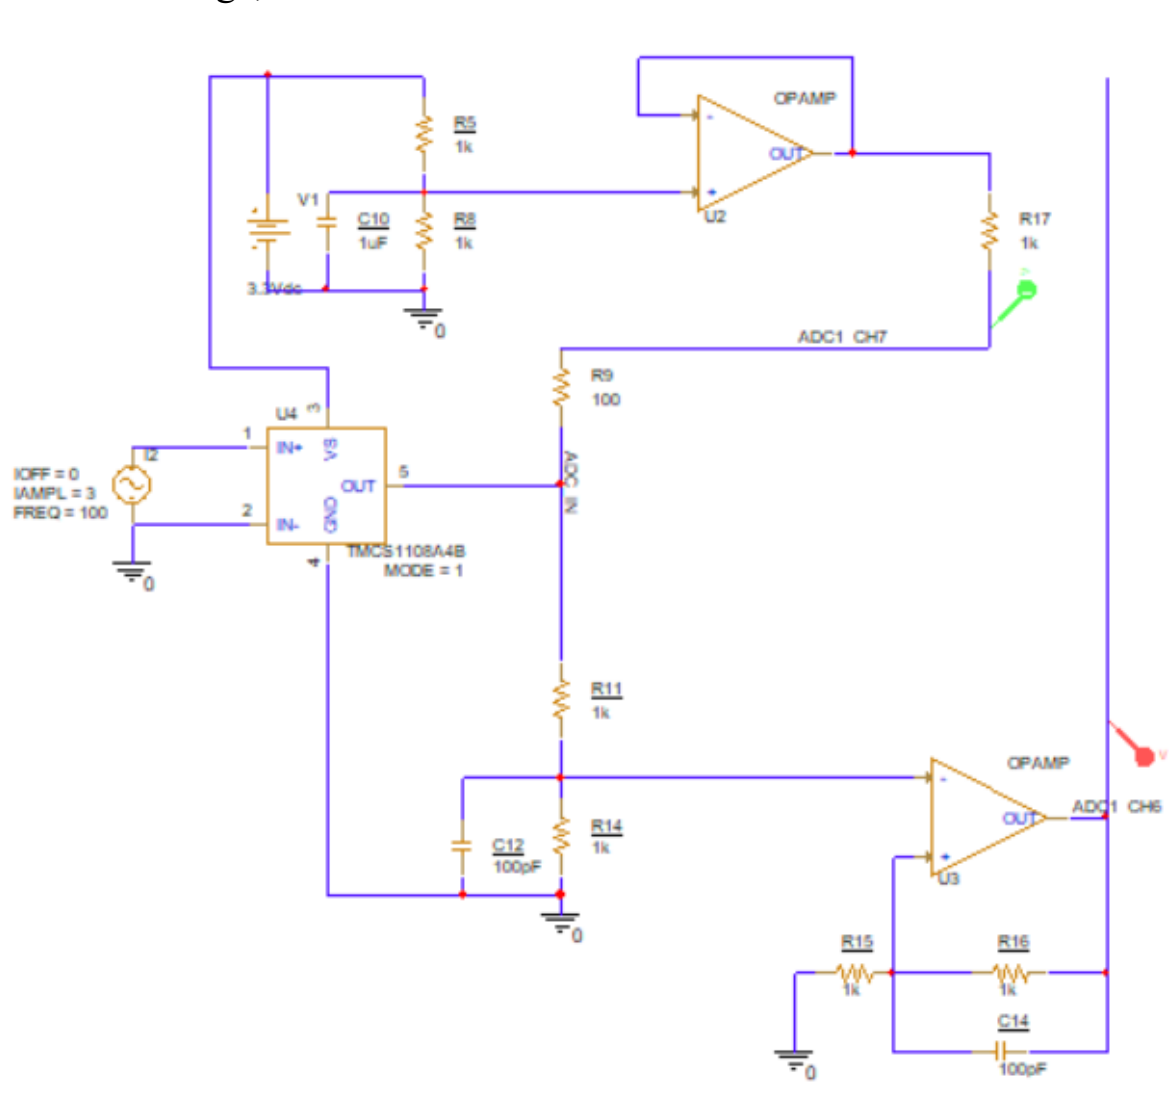 OPAMP
R5
1k
-
OUT
V1
+
C10
1uF
R8
1k
U2
R17
1k
3.3Vdc
0
ADC1 CH7
R9
100
U4
3
1
I2
IN+
VS
IOFF = 0
IAMPL = 3
FREQ = 100
OUT
5
ADC IN
2
IN-
GND
TMCS1108A4B
MODE = 1
4
0
R11
1k
OPAMP
-
ADC1 CH6
OUT
R14
1k
C12
100pF
+
U3
0
R15
1k
R16
1k
C14
100pF
0
V